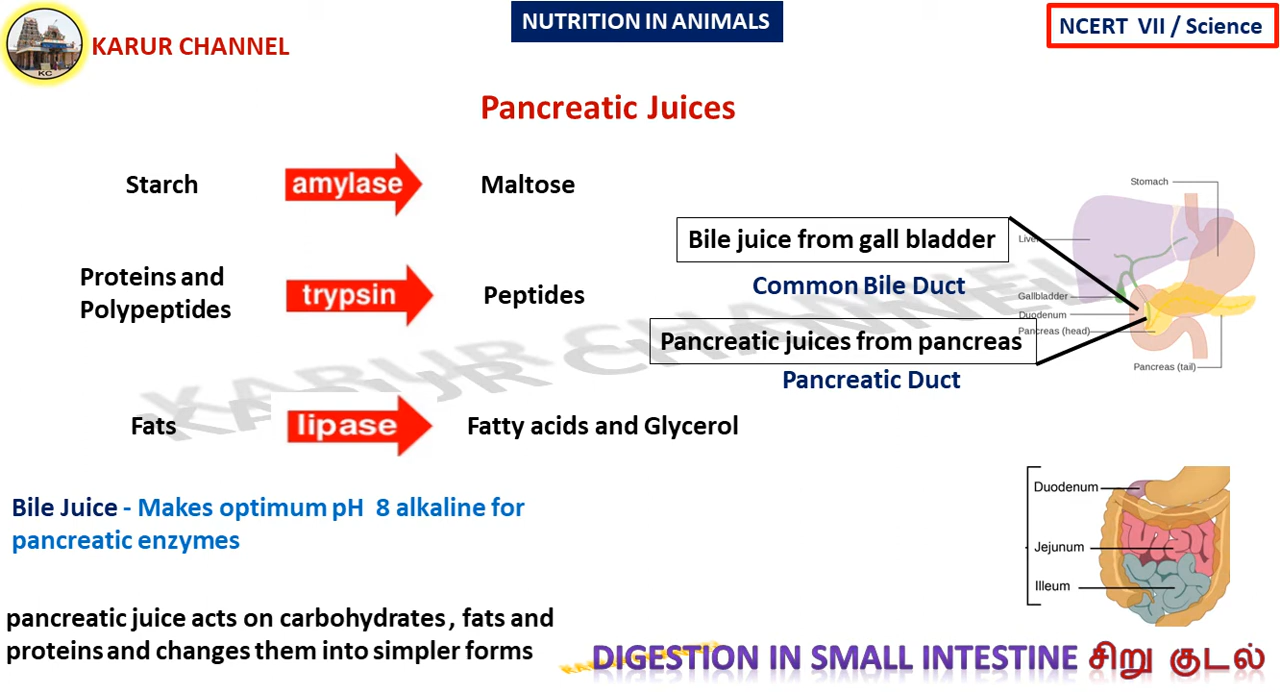 KARUR CHANNEL
KC
NUTRITION IN ANIMALS
NCERT VII / Science
Pancreatic Juices
Starch
amylase
Maltose
Proteins and
Polypeptides
trypsin
Peptides
Fats
lipase
Fatty acids and Glycerol
Bile juice from gall bladder
Common Bile Duct
Pancreatic juices from pancreas
Pancreatic Duct
Stomach
Liver
Gallbladder
Duodenum
Pancreas (head)
Pancreas (tail)
KARUR CHANNEL
Bile Juice - Makes optimum pH 8 alkaline for
pancreatic enzymes
pancreatic juice acts on carbohydrates , fats and
proteins and changes them into simpler forms
Duodenum
Jejunum
Illeum
DIGESTION IN SMALL INTESTINE சிறு குடல்